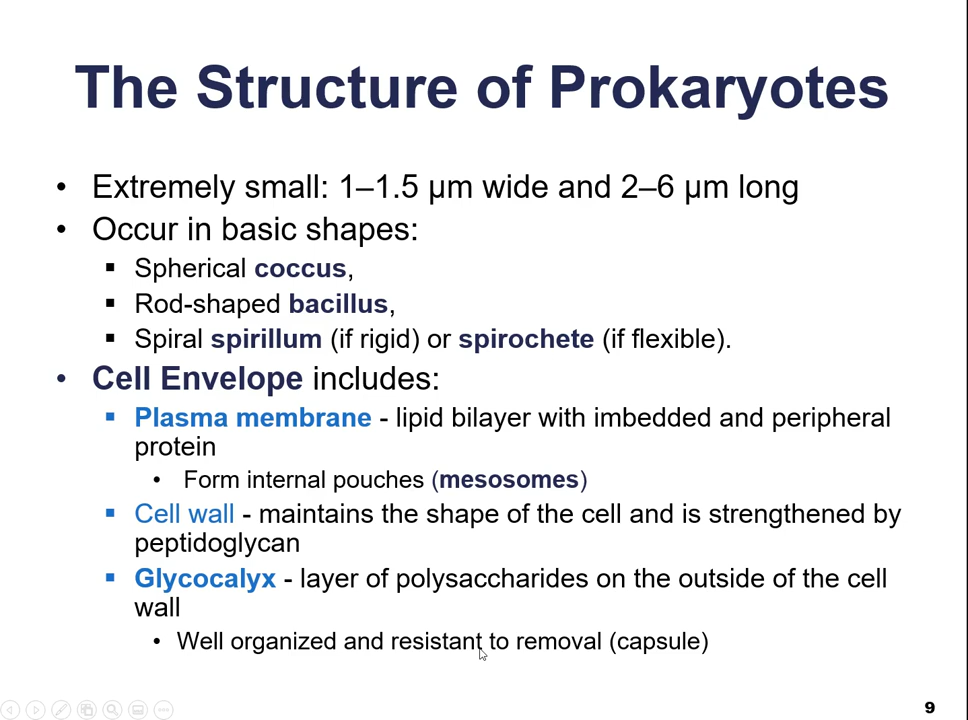 The Structure of Prokaryotes
• Extremely small: 1–1.5 μm wide and 2–6 μm long
• Occur in basic shapes:
▪ Spherical coccus,
▪ Rod-shaped bacillus,
▪ Spiral spirillum (if rigid) or spirochete (if flexible).
• Cell Envelope includes:
▪ Plasma membrane - lipid bilayer with imbedded and peripheral
protein
• Form internal pouches (mesosomes)
▪ Cell wall - maintains the shape of the cell and is strengthened by
peptidoglycan
▪ Glycocalyx - layer of polysaccharides on the outside of the cell
wall
• Well organized and resistant to removal (capsule)
9